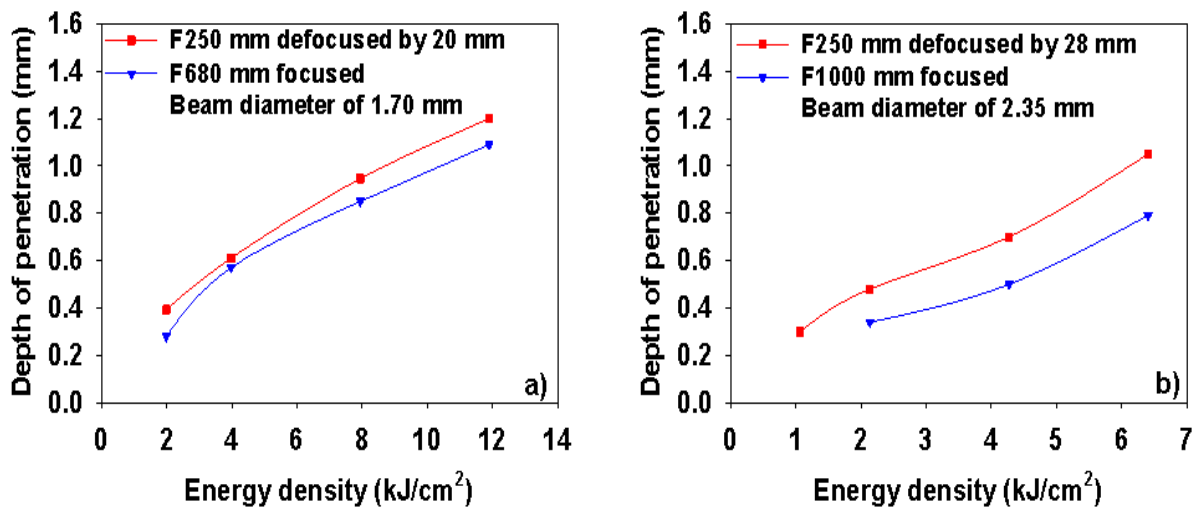 1.6
1.4
1.2
1.0
0.8
0.6
0.4
0.2
0.0
Depth of penetration (mm)
F250 mm defocused by 20 mm
F680 mm focused
Beam diameter of 1.70 mm
a)
0 2 4 6 8 10 12 14
Energy density (kJ/cm²)
1.6
1.4
1.2
1.0
0.8
0.6
0.4
0.2
0.0
Depth of penetration (mm)
F250 mm defocused by 28 mm
F1000 mm focused
Beam diameter of 2.35 mm
b)
0 1 2 3 4 5 6 7
Energy density (kJ/cm²)